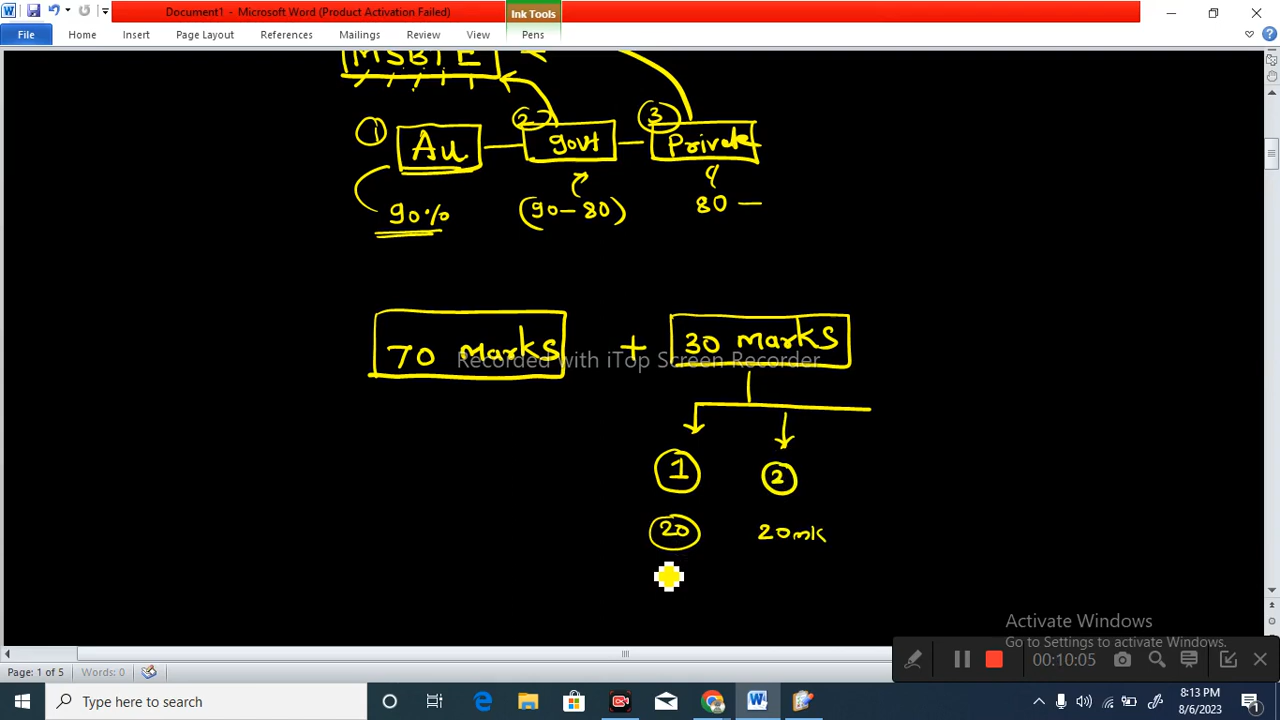 Document1 - Microsoft Word (Product Activation Failed)
Ink Tools
File
Home
Insert
Page Layout
References
Mailings
Review
View
Pens
MSBTE
① Au
② Govt
③ Private
90%
(90-80)
80 —
70 Marks + 30 Marks
Recorded with iTop Screen Recorder
1
2
20
20mk
Activate Windows
Go to Settings to activate Windows.
Page: 1 of 5
Words: 0
00:10:05
Type here to search
8:13 PM
8/6/2023